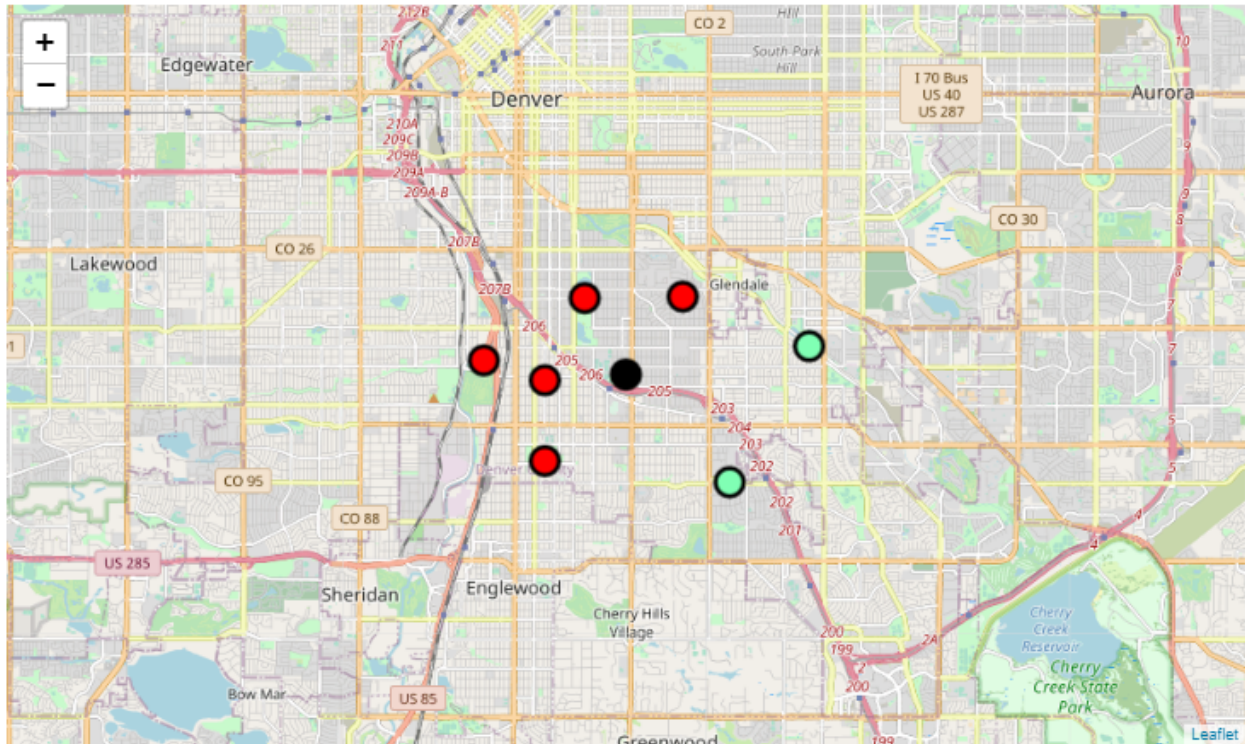 +
−
212B
211
CO 2
Hill
South Park
Hill
10
Edgewater
Denver
I 70 Bus
US 40
US 287
Aurora
9
210A
209C
209B
209A
209A-B
9
8
CO 30
CO 26
207B
Lakewood
8
207B
Glendale
7
206
91
205
206
205
7
203
204
203
202
5
Denver
5
CO 95
202
CO 88
201
4
4
US 285
Englewood
Sheridan
Cherry Hills
Village
Cherry
Creek
Reservoir
200
199
2A
2
200
Cherry
Creek State
Park
Bow Mar
US 85
199
Greenwood
Leaflet